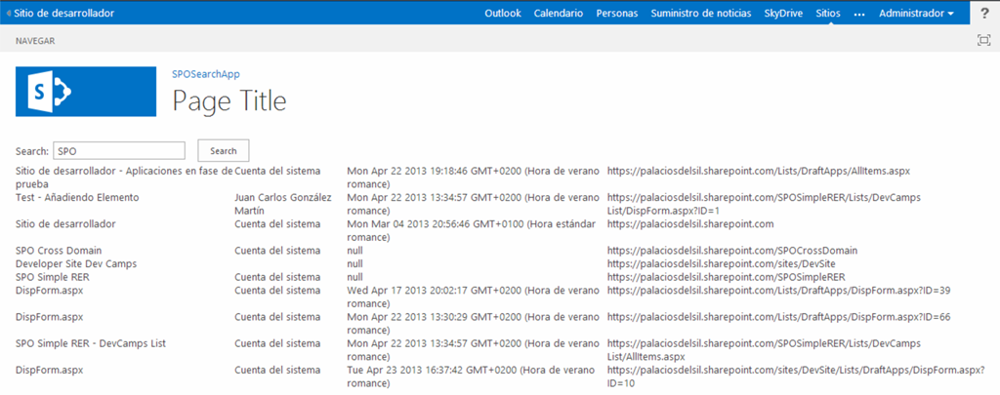 Sitio de desarrollador Outlook Calendario Personas Suministro de noticias SkyDrive Sitios ... Administrador ?
NAVEGAR
S
SPOSearchApp
Page Title
Search: SPO Search
Sitio de desarrollador - Aplicaciones en fase de Cuenta del sistema Mon Apr 22 2013 19:18:46 GMT+0200 (Hora de verano https://palaciosdelsil.sharepoint.com/Lists/DraftApps/AllItems.aspx
prueba romance)
Test - Añadiendo Elemento Juan Carlos González Mon Apr 22 2013 13:34:57 GMT+0200 (Hora de verano https://palaciosdelsil.sharepoint.com/SPOSimpleRER/Lists/DevCamps
Martín romance) List/DispForm.aspx?ID=1
Sitio de desarrollador Cuenta del sistema Mon Mar 04 2013 20:56:46 GMT+0100 (Hora estándar https://palaciosdelsil.sharepoint.com
romance)
SPO Cross Domain Cuenta del sistema null https://palaciosdelsil.sharepoint.com/SPOCrossDomain
Developer Site Dev Camps null https://palaciosdelsil.sharepoint.com/sites/DevSite
SPO Simple RER Cuenta del sistema null https://palaciosdelsil.sharepoint.com/SPOSimpleRER
DispForm.aspx Cuenta del sistema Wed Apr 17 2013 20:02:17 GMT+0200 (Hora de verano https://palaciosdelsil.sharepoint.com/Lists/DraftApps/DispForm.aspx?ID=39
romance)
DispForm.aspx Cuenta del sistema Mon Apr 22 2013 13:30:29 GMT+0200 (Hora de verano https://palaciosdelsil.sharepoint.com/Lists/DraftApps/DispForm.aspx?ID=66
romance)
SPO Simple RER - DevCamps List Cuenta del sistema Mon Apr 22 2013 13:34:57 GMT+0200 (Hora de verano https://palaciosdelsil.sharepoint.com/SPOSimpleRER/Lists/DevCamps
romance) List/AllItems.aspx
DispForm.aspx Cuenta del sistema Tue Apr 23 2013 16:37:42 GMT+0200 (Hora de verano https://palaciosdelsil.sharepoint.com/sites/DevSite/Lists/DraftApps/DispForm.aspx?
romance) ID=10